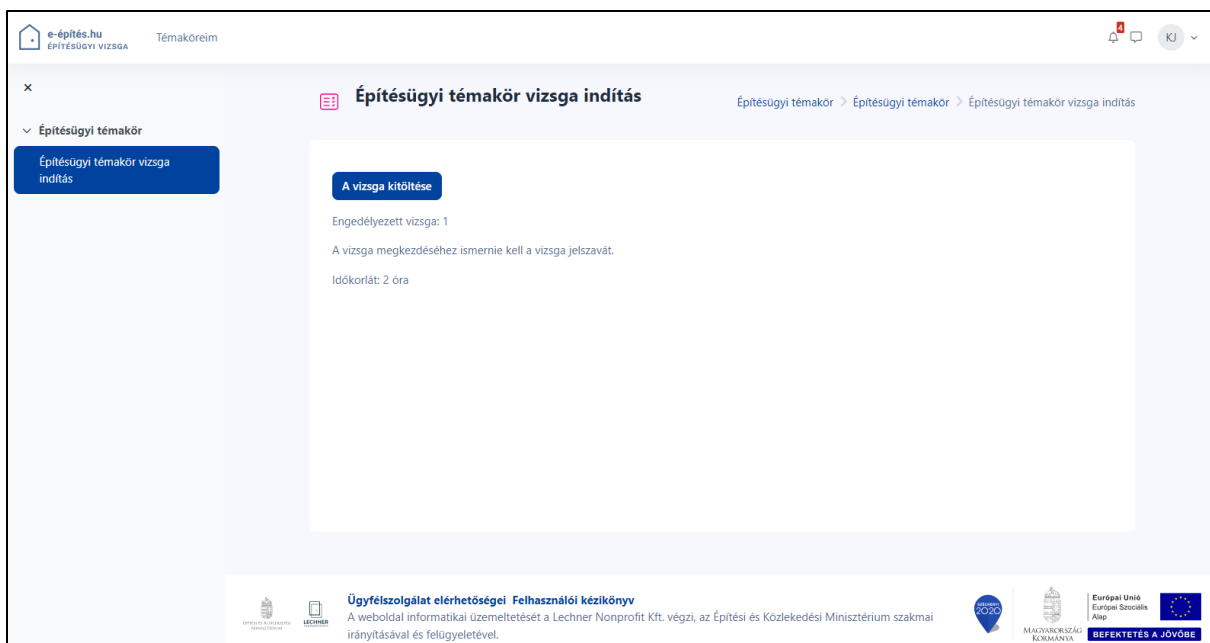 e-építés.hu
ÉPÍTÉSÜGYI VIZSGA
Témaköreim
4
KJ
Építésügyi témakör vizsga indítás
Építésügyi témakör > Építésügyi témakör > Építésügyi témakör vizsga indítás
Építésügyi témakör
Építésügyi témakör vizsga
indítás
A vizsga kitöltése
Engedélyezett vizsga: 1
A vizsga megkezdéséhez ismernie kell a vizsga jelszavát.
Időkorlát: 2 óra
LECHNER
Ügyfélszolgálat elérhetőségei Felhasználói kézikönyv
A weboldal informatikai üzemeltetését a Lechner Nonprofit Kft. végzi, az Építési és Közlekedési Minisztérium szakmai
irányításával és felügyeletével.
SZÉCHENYI
2020
MAGYARORSZÁG
KORMÁNYA
Európai Unió
Európai Szociális
Alap
BEFEKTETÉS A JÖVŐBE